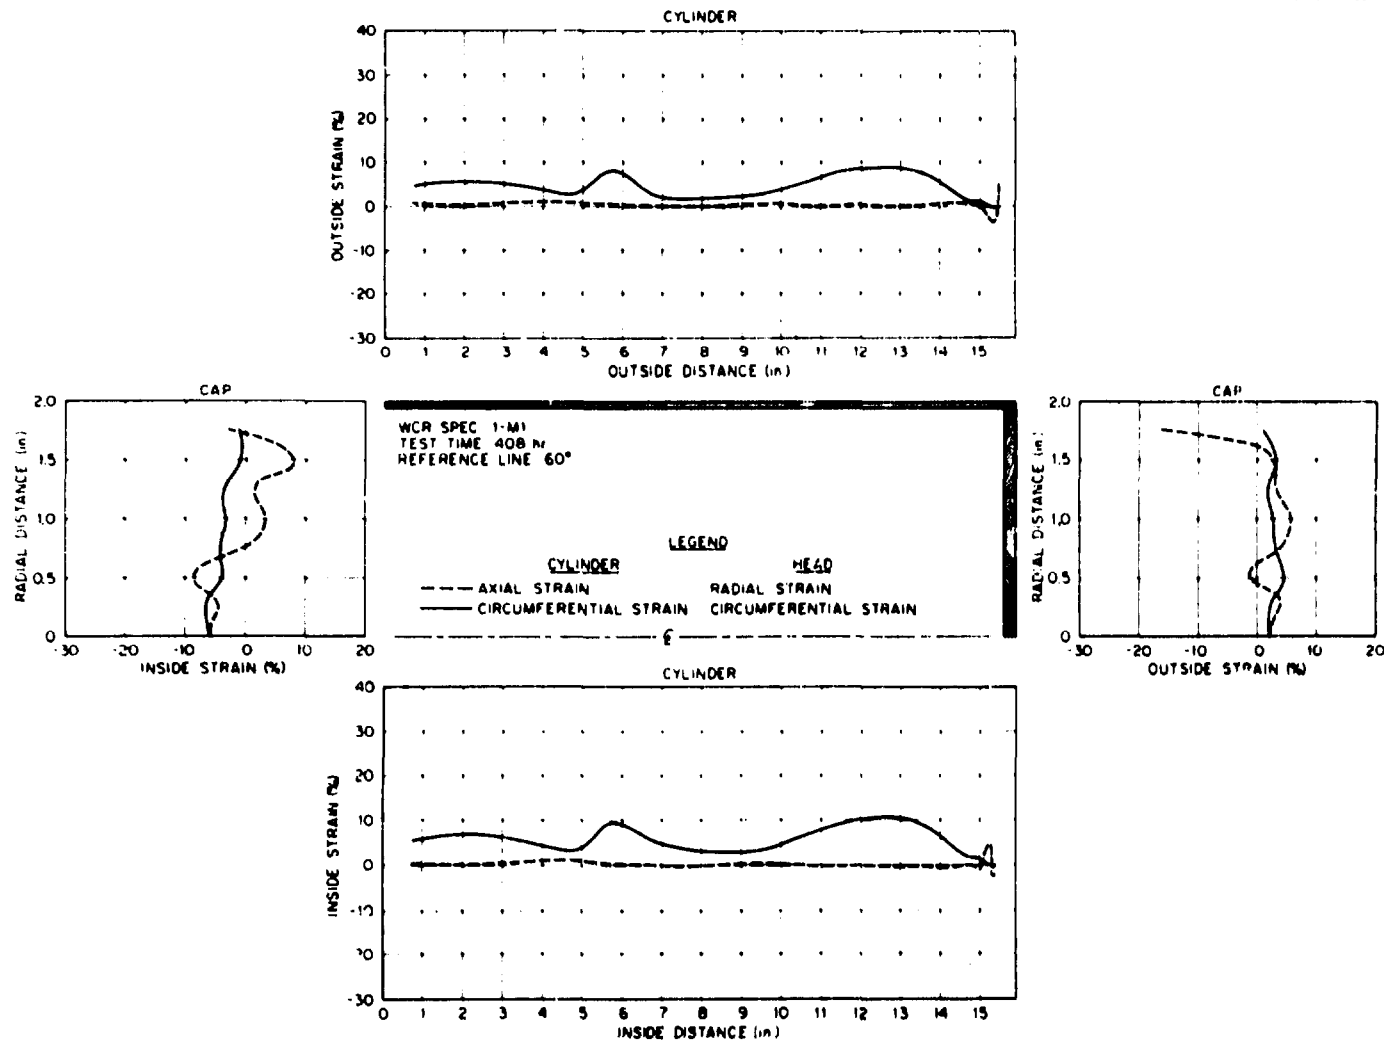 CYLINDER
40
30
20
10
0
-10
-20
-30
OUTSIDE STRAIN (%)
0 1 2 3 4 5 6 7 8 9 10 11 12 13 14 15
OUTSIDE DISTANCE (in)
CAP
2.0
1.5
1.0
0.5
0
RADIAL DISTANCE (in)
-30 -20 -10 0 10 20
INSIDE STRAIN (%)
WCR SPEC 1-M1
TEST TIME 408 hr
REFERENCE LINE 60°
LEGEND
CYLINDER HEAD
AXIAL STRAIN RADIAL STRAIN
CIRCUMFERENTIAL STRAIN CIRCUMFERENTIAL STRAIN
℄
CAP
2.0
1.5
1.0
0.5
0
RADIAL DISTANCE (in)
-30 -20 -10 0 10 20
OUTSIDE STRAIN (%)
CYLINDER
40
30
20
10
0
-10
-20
-30
INSIDE STRAIN (%)
0 1 2 3 4 5 6 7 8 9 10 11 12 13 14 15
INSIDE DISTANCE (in)